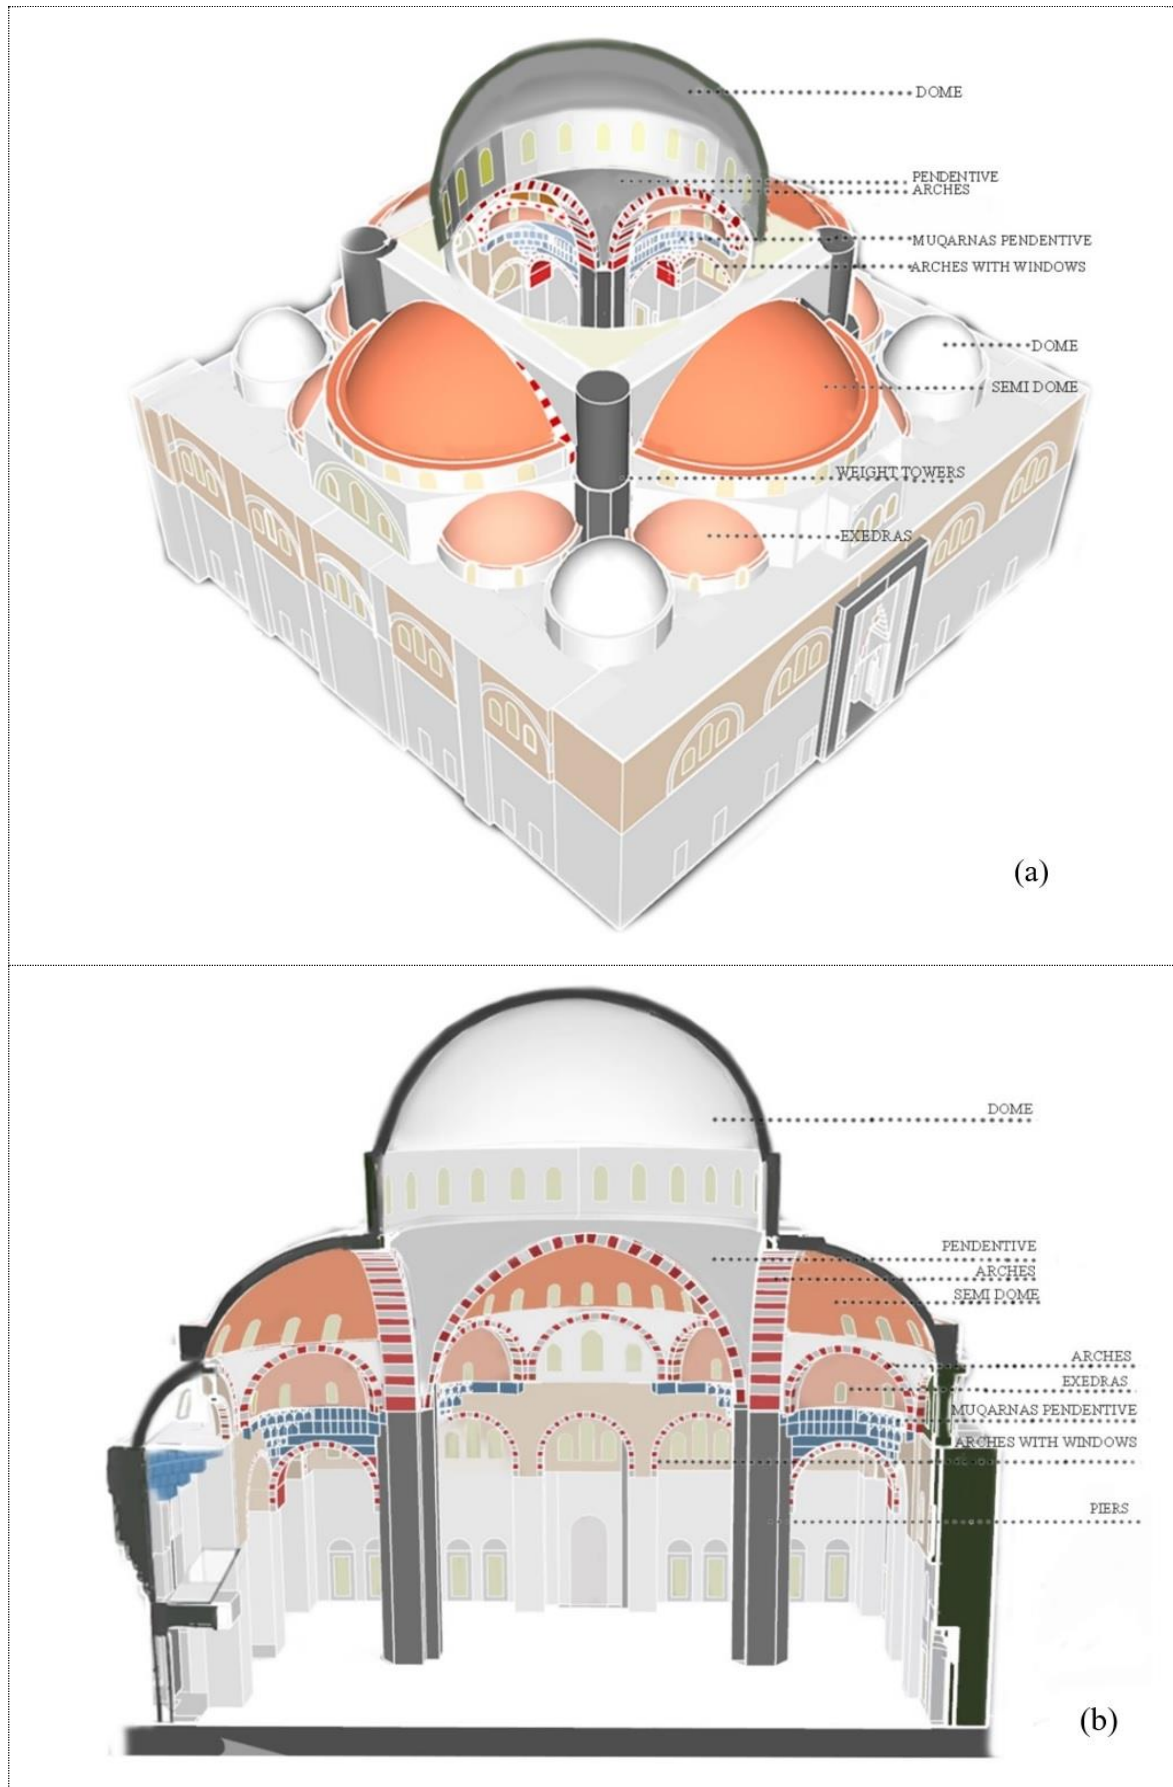 DOME
PENDENTIVE
ARCHES
MUQARNAS PENDENTIVE
ARCHES WITH WINDOWS
DOME
SEMI DOME
WEIGHT TOWERS
EXEDRAS
(a)
DOME
PENDENTIVE
ARCHES
SEMI DOME
ARCHES
EXEDRAS
MUQARNAS PENDENTIVE
ARCHES WITH WINDOWS
PIERS
(b)